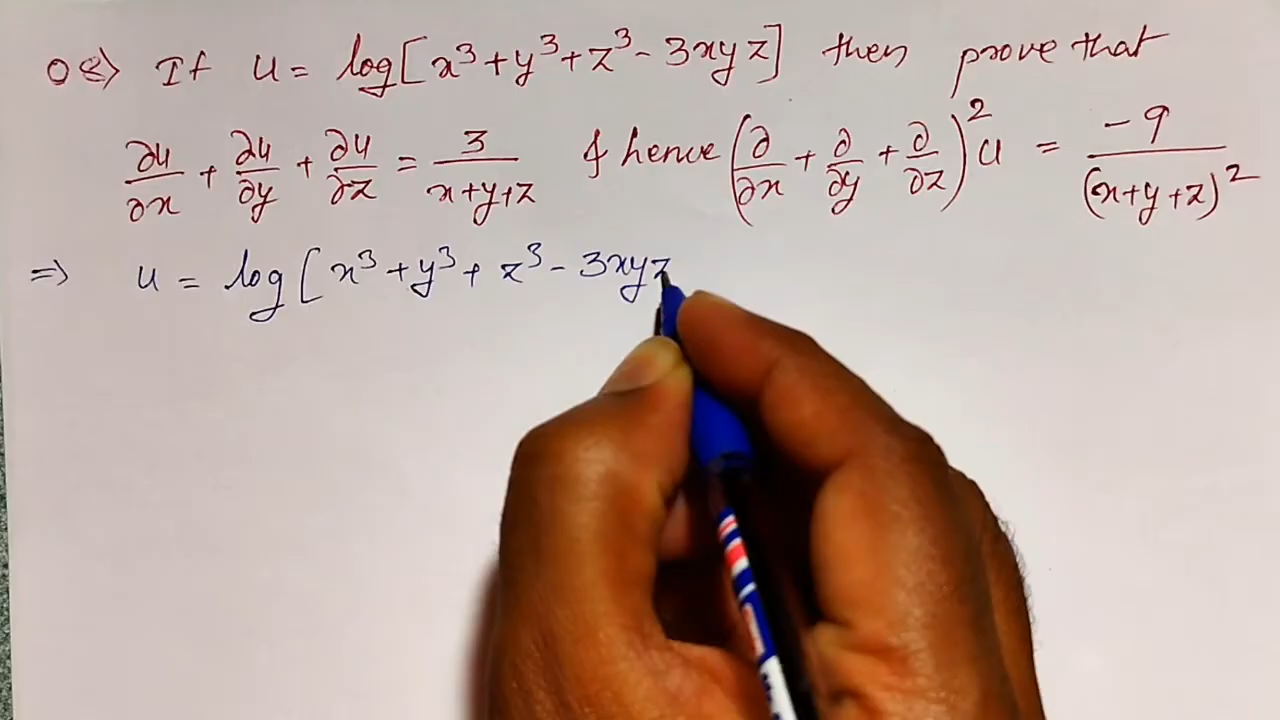 08) If u = log[x³ + y³ + z³ - 3xyz] then prove that
∂u/∂x + ∂u/∂y + ∂u/∂z = 3/(x+y+z) & hence (∂/∂x + ∂/∂y + ∂/∂z)² u = -9/(x+y+z)²
⇒ u = log[x³ + y³ + z³ - 3xyz